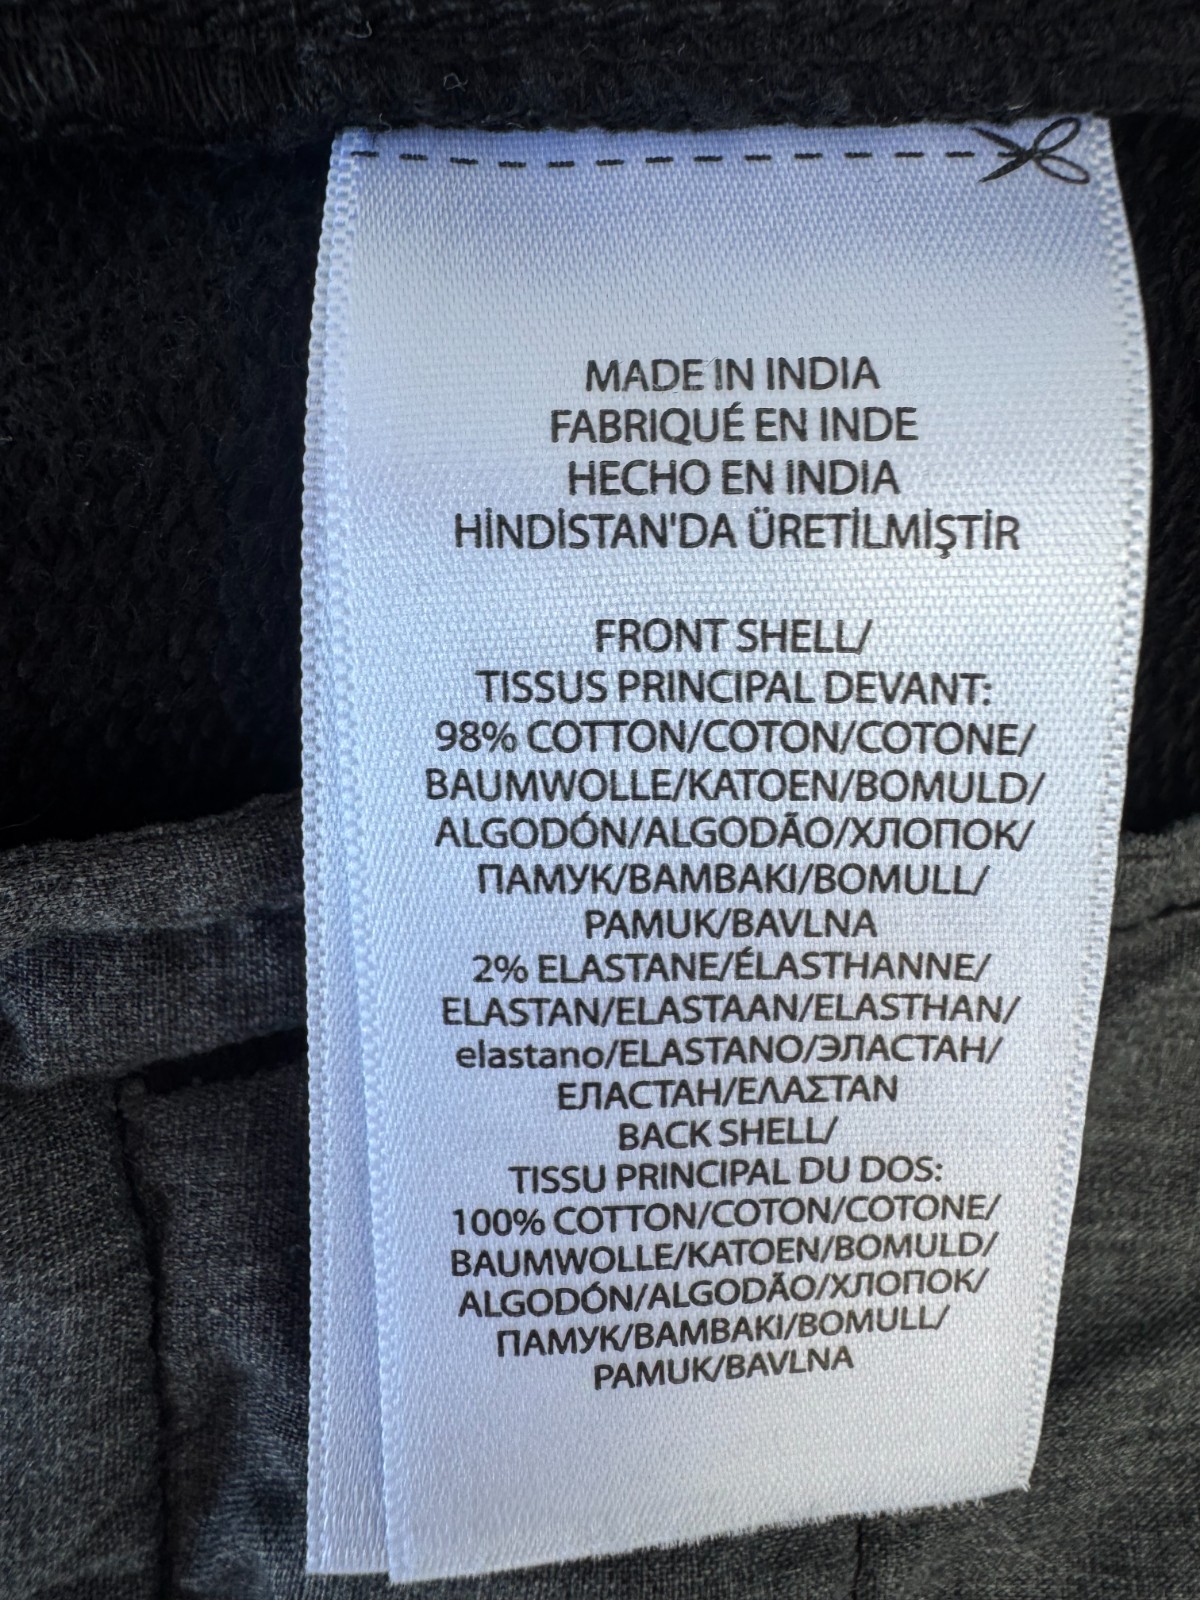 MADE IN INDIA
FABRIQUÉ EN INDE
HECHO EN INDIA
HİNDİSTAN'DA ÜRETİLMİŞTİR
FRONT SHELL/
TISSUS PRINCIPAL DEVANT:
98% COTTON/COTON/COTONE/
BAUMWOLLE/KATOEN/BOMULD/
ALGODÓN/ALGODÃO/ХЛОПОК/
ПАМУК/BAMBAKI/BOMULL/
PAMUK/BAVLNA
2% ELASTANE/ÉLASTHANNE/
ELASTAN/ELASTAAN/ELASTHAN/
elastano/ELASTANO/ЭЛАСТАН/
ЕЛАСТАН/ΕΛΑΣΤΑΝ
BACK SHELL/
TISSU PRINCIPAL DU DOS:
100% COTTON/COTON/COTONE/
BAUMWOLLE/KATOEN/BOMULD/
ALGODÓN/ALGODÃO/ХЛОПОК/
ПАМУК/BAMBAKI/BOMULL/
PAMUK/BAVLNA